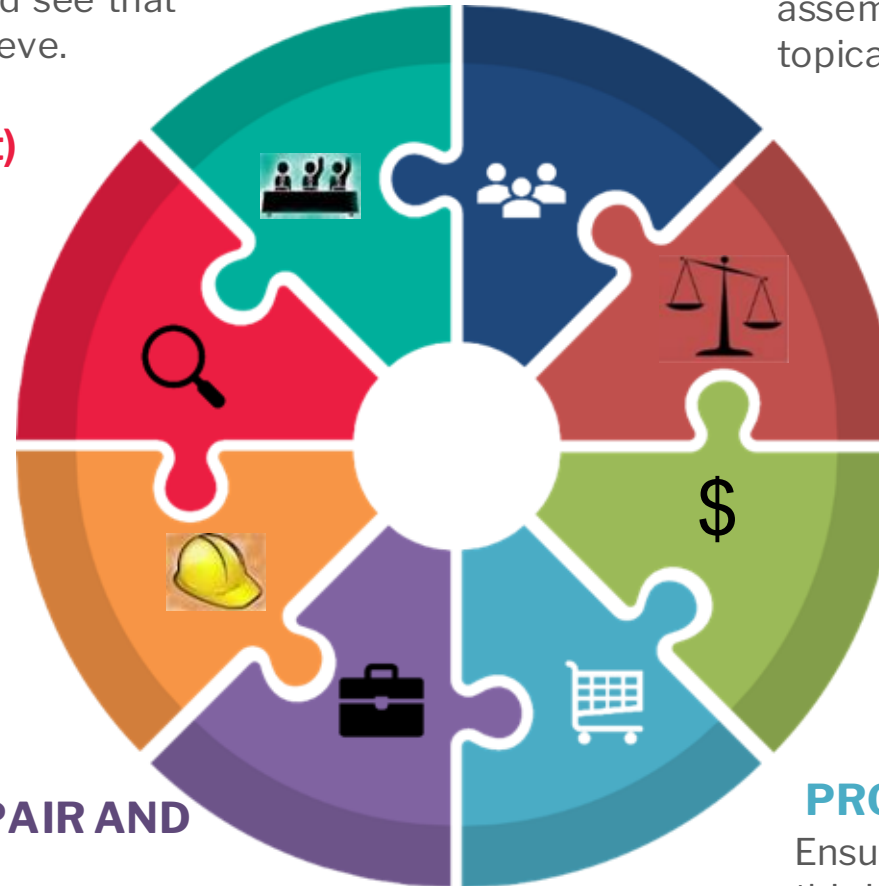 d see that
eve.
assem
topica
t)
$
PAIR AND
PRO
Ensu